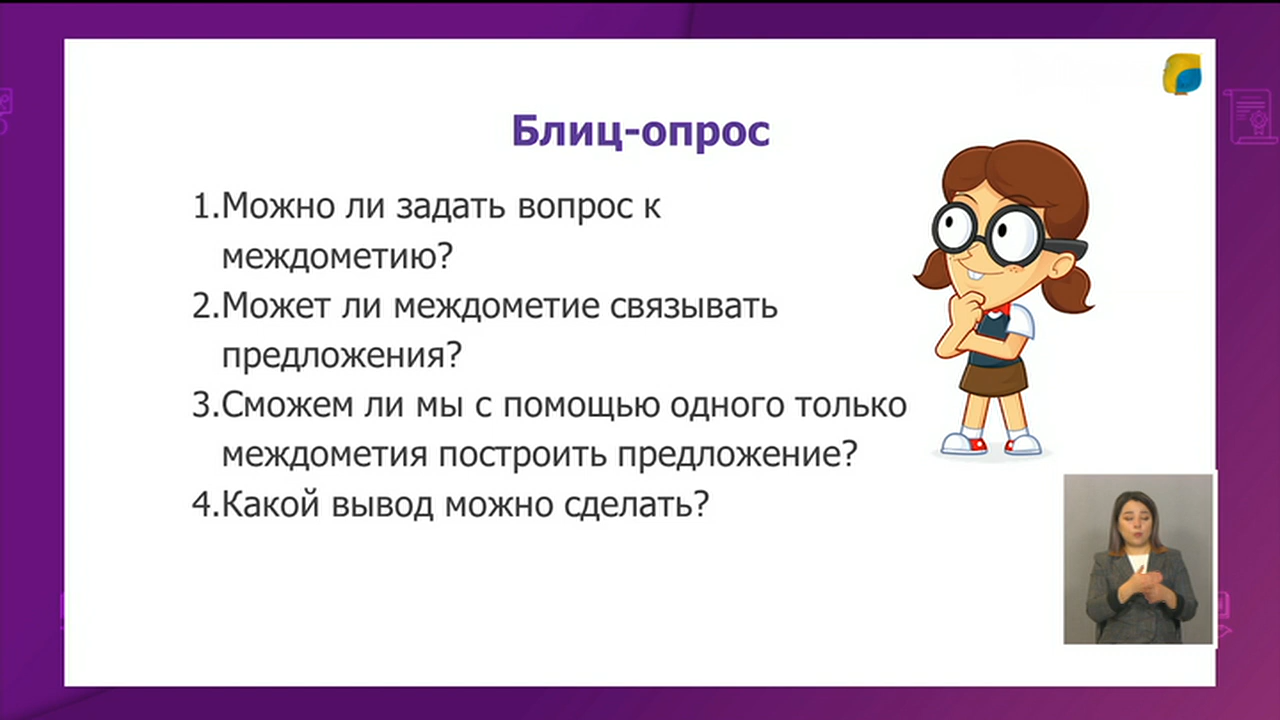 Блиц-опрос
1.Можно ли задать вопрос к
междометию?
2.Может ли междометие связывать
предложения?
3.Сможем ли мы с помощью одного только
междометия построить предложение?
4.Какой вывод можно сделать?